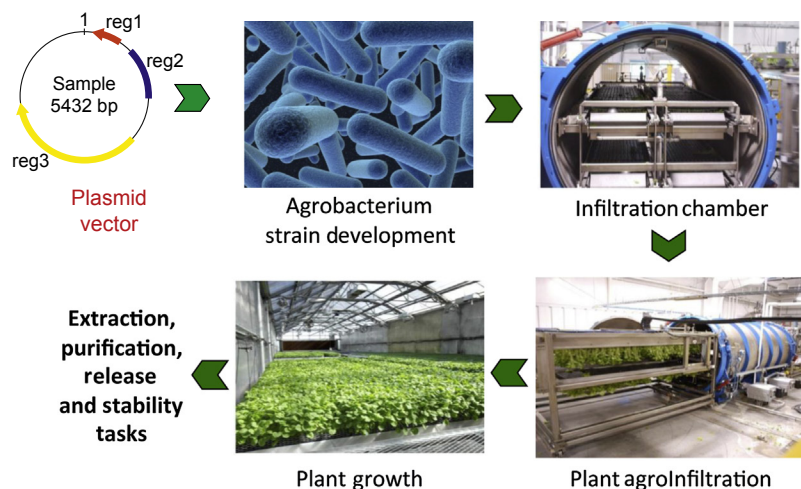 1
reg1
reg2
Sample
5432 bp
reg3
Plasmid
vector
Agrobacterium
strain development
Infiltration chamber
Extraction,
purification,
release
and stability
tasks
Plant growth
Plant agroInfiltration